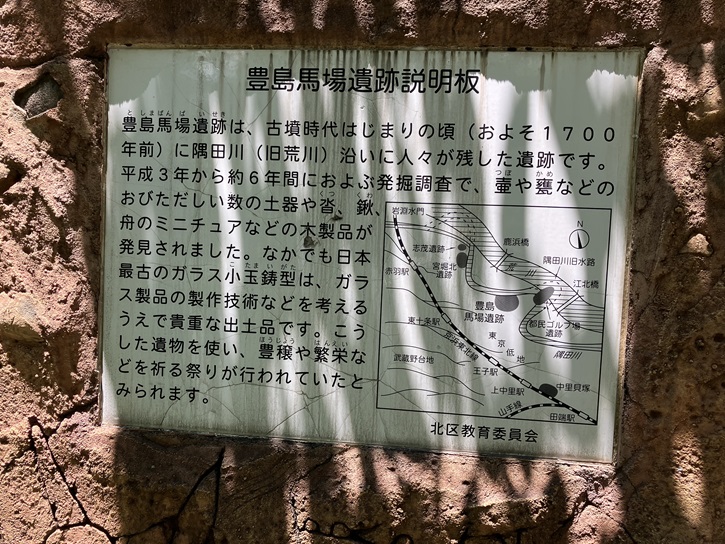 豊島馬場遺跡説明板
としまばんばいせき
豊島馬場遺跡は、古墳時代はじまりの頃（およそ１７００
年前）に隅田川（旧荒川）沿いに人々が残した遺跡です。
平成３年から約６年間におよぶ発掘調査で、壷や甕などの
おびただしい数の土器や沓、鍬、
舟のミニチュアなどの木製品が
発見されました。なかでも日本
最古のガラス小玉鋳型は、ガラ
ス製品の製作技術などを考える
うえで貴重な出土品です。こう
した遺物を使い、豊穣や繁栄な
どを祈る祭りが行われていたと
みられます。
岩淵水門
鹿浜橋
志茂遺跡
隅田川旧水路
宮堀北
遺跡
赤羽駅
江北橋
豊島
馬場遺跡
東十条駅
都民ゴルフ場
遺跡
東京低地
京浜東北線
隅田川
武蔵野台地
王子駅
上中里駅
中里貝塚
山手線
田端駅
N
北区教育委員会